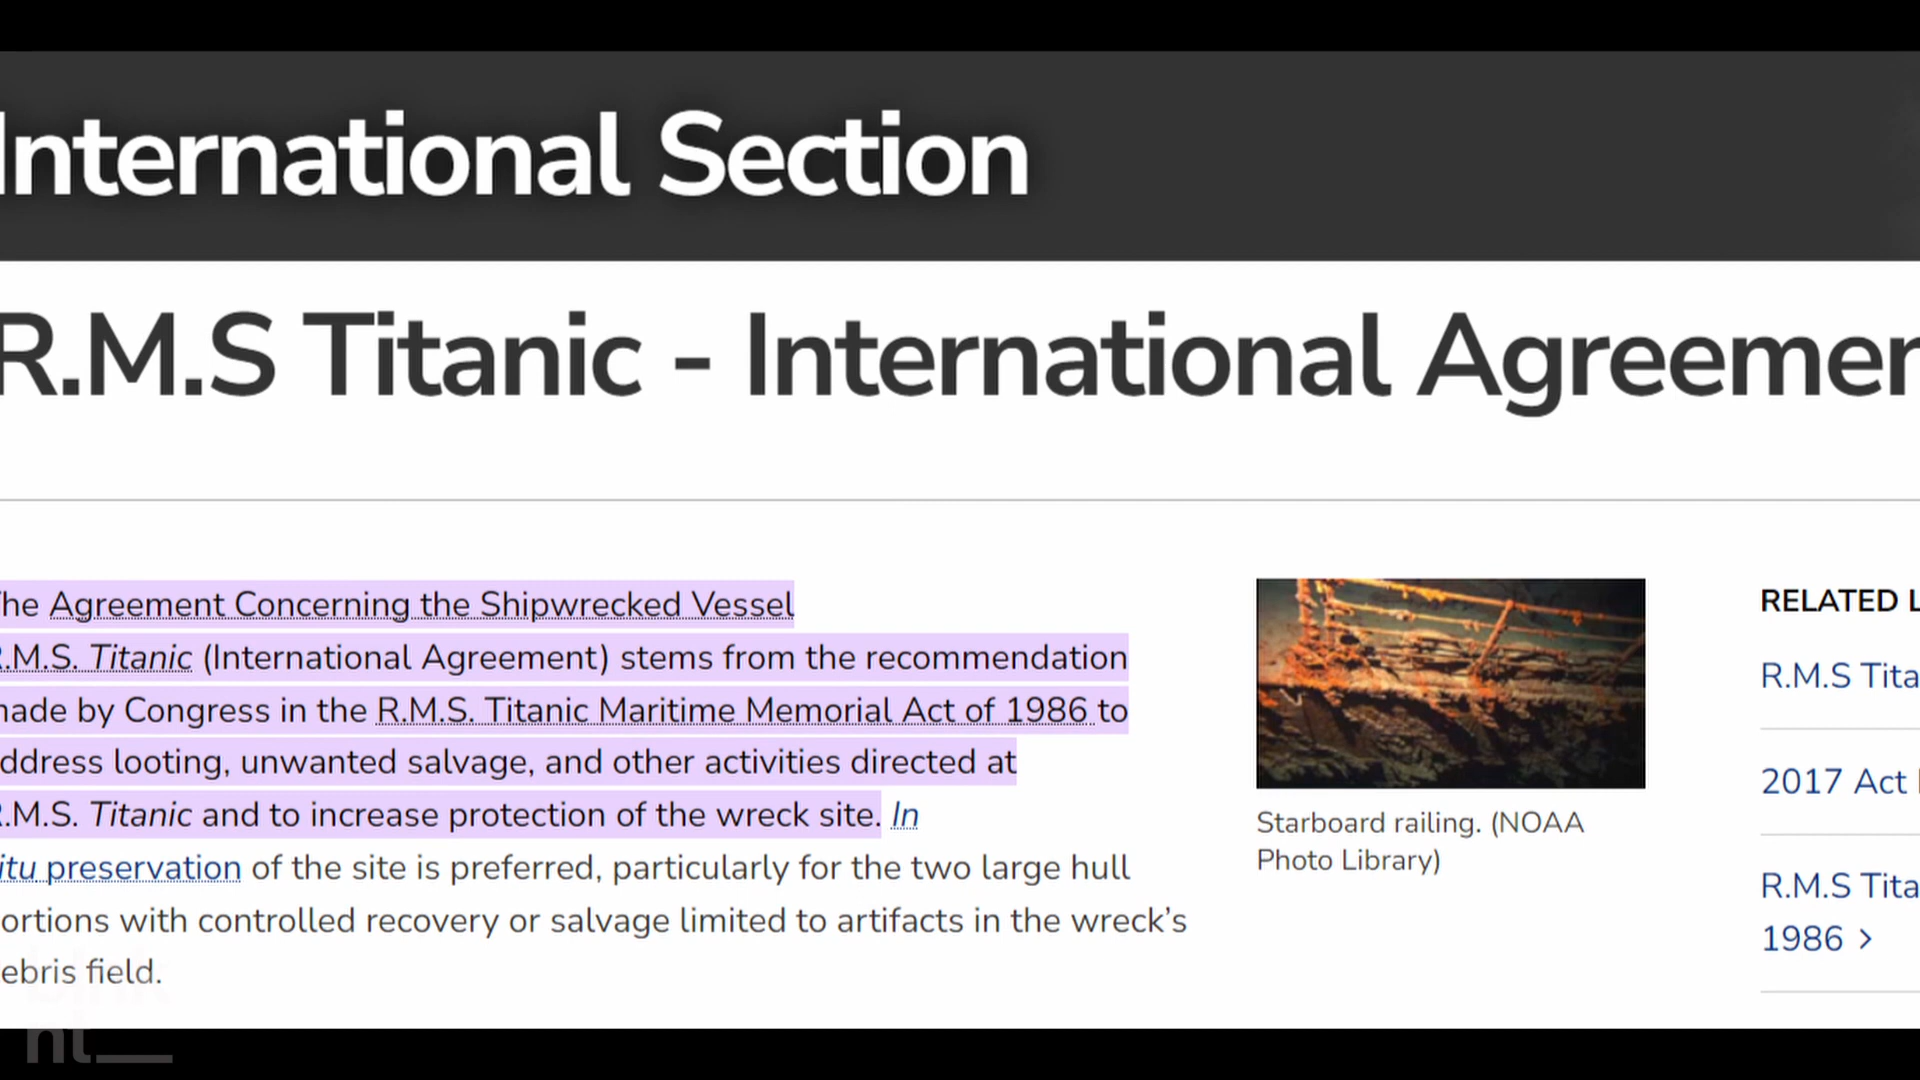 International Section
R.M.S Titanic - International Agreemen
he Agreement Concerning the Shipwrecked Vessel
R.M.S. Titanic (International Agreement) stems from the recommendation
made by Congress in the R.M.S. Titanic Maritime Memorial Act of 1986 to
ddress looting, unwanted salvage, and other activities directed at
R.M.S. Titanic and to increase protection of the wreck site. In
itu preservation of the site is preferred, particularly for the two large hull
ortions with controlled recovery or salvage limited to artifacts in the wreck’s
ebris field.
Starboard railing. (NOAA
Photo Library)
RELATED L
R.M.S Tita
2017 Act
R.M.S Tita
1986 >